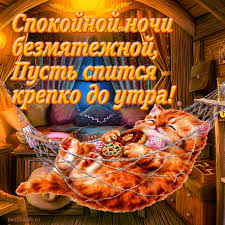 Спокойной ночи
безмятежной,
Пусть спится
крепко до утра!